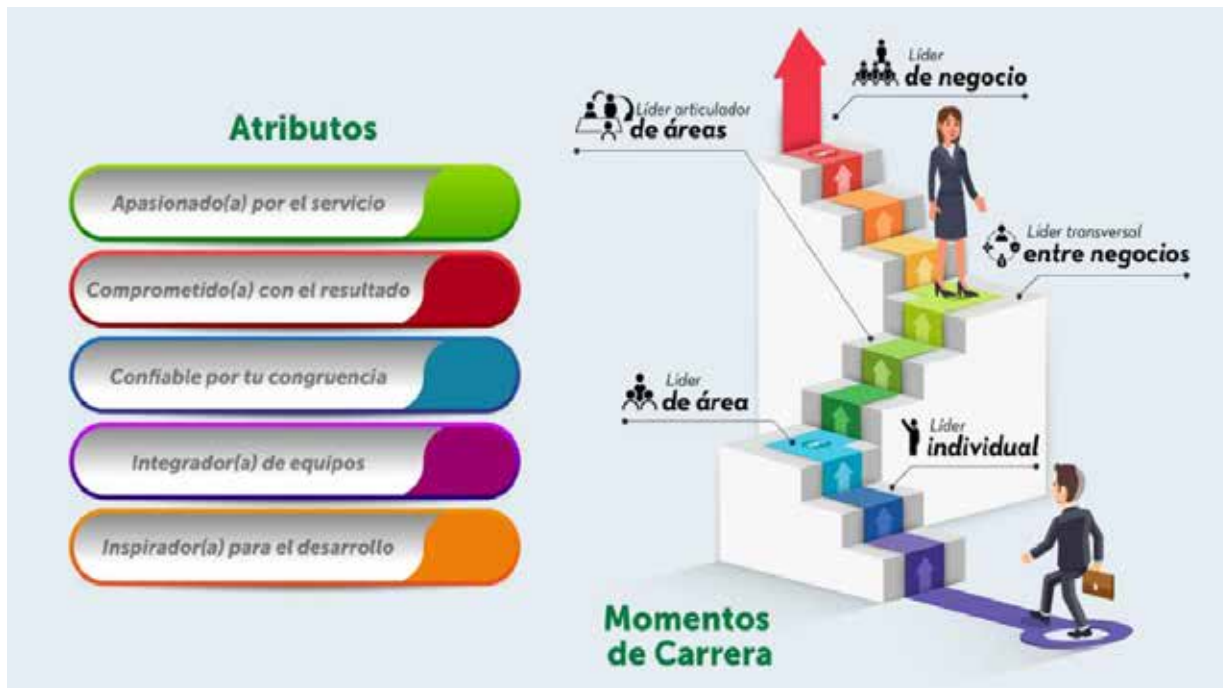 Atributos
Apasionado(a) por el servicio
Comprometido(a) con el resultado
Confiable por tu congruencia
Integrador(a) de equipos
Inspirador(a) para el desarrollo
Líder
de negocio
Líder articulador
de áreas
Líder transversal
entre negocios
Líder
de área
Líder
individual
Momentos
de Carrera